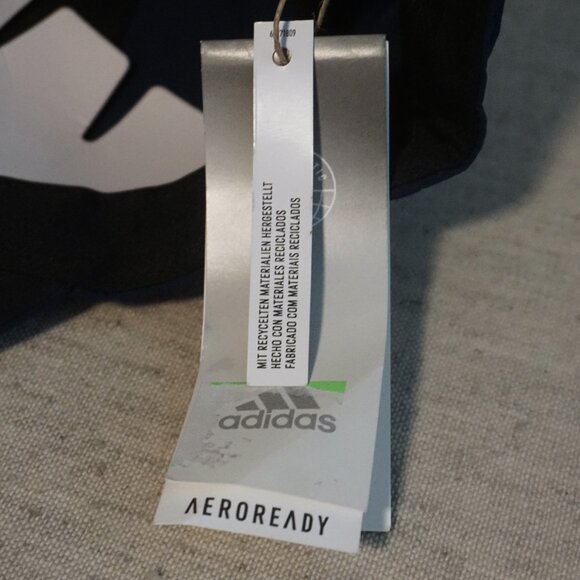 MIT RECYCELTEN MATERIALIEN HERGESTELLT
HECHO CON MATERIALES RECICLADOS
FABRICADO COM MATERIAIS RECICLADOS
adidas
AEROREADY